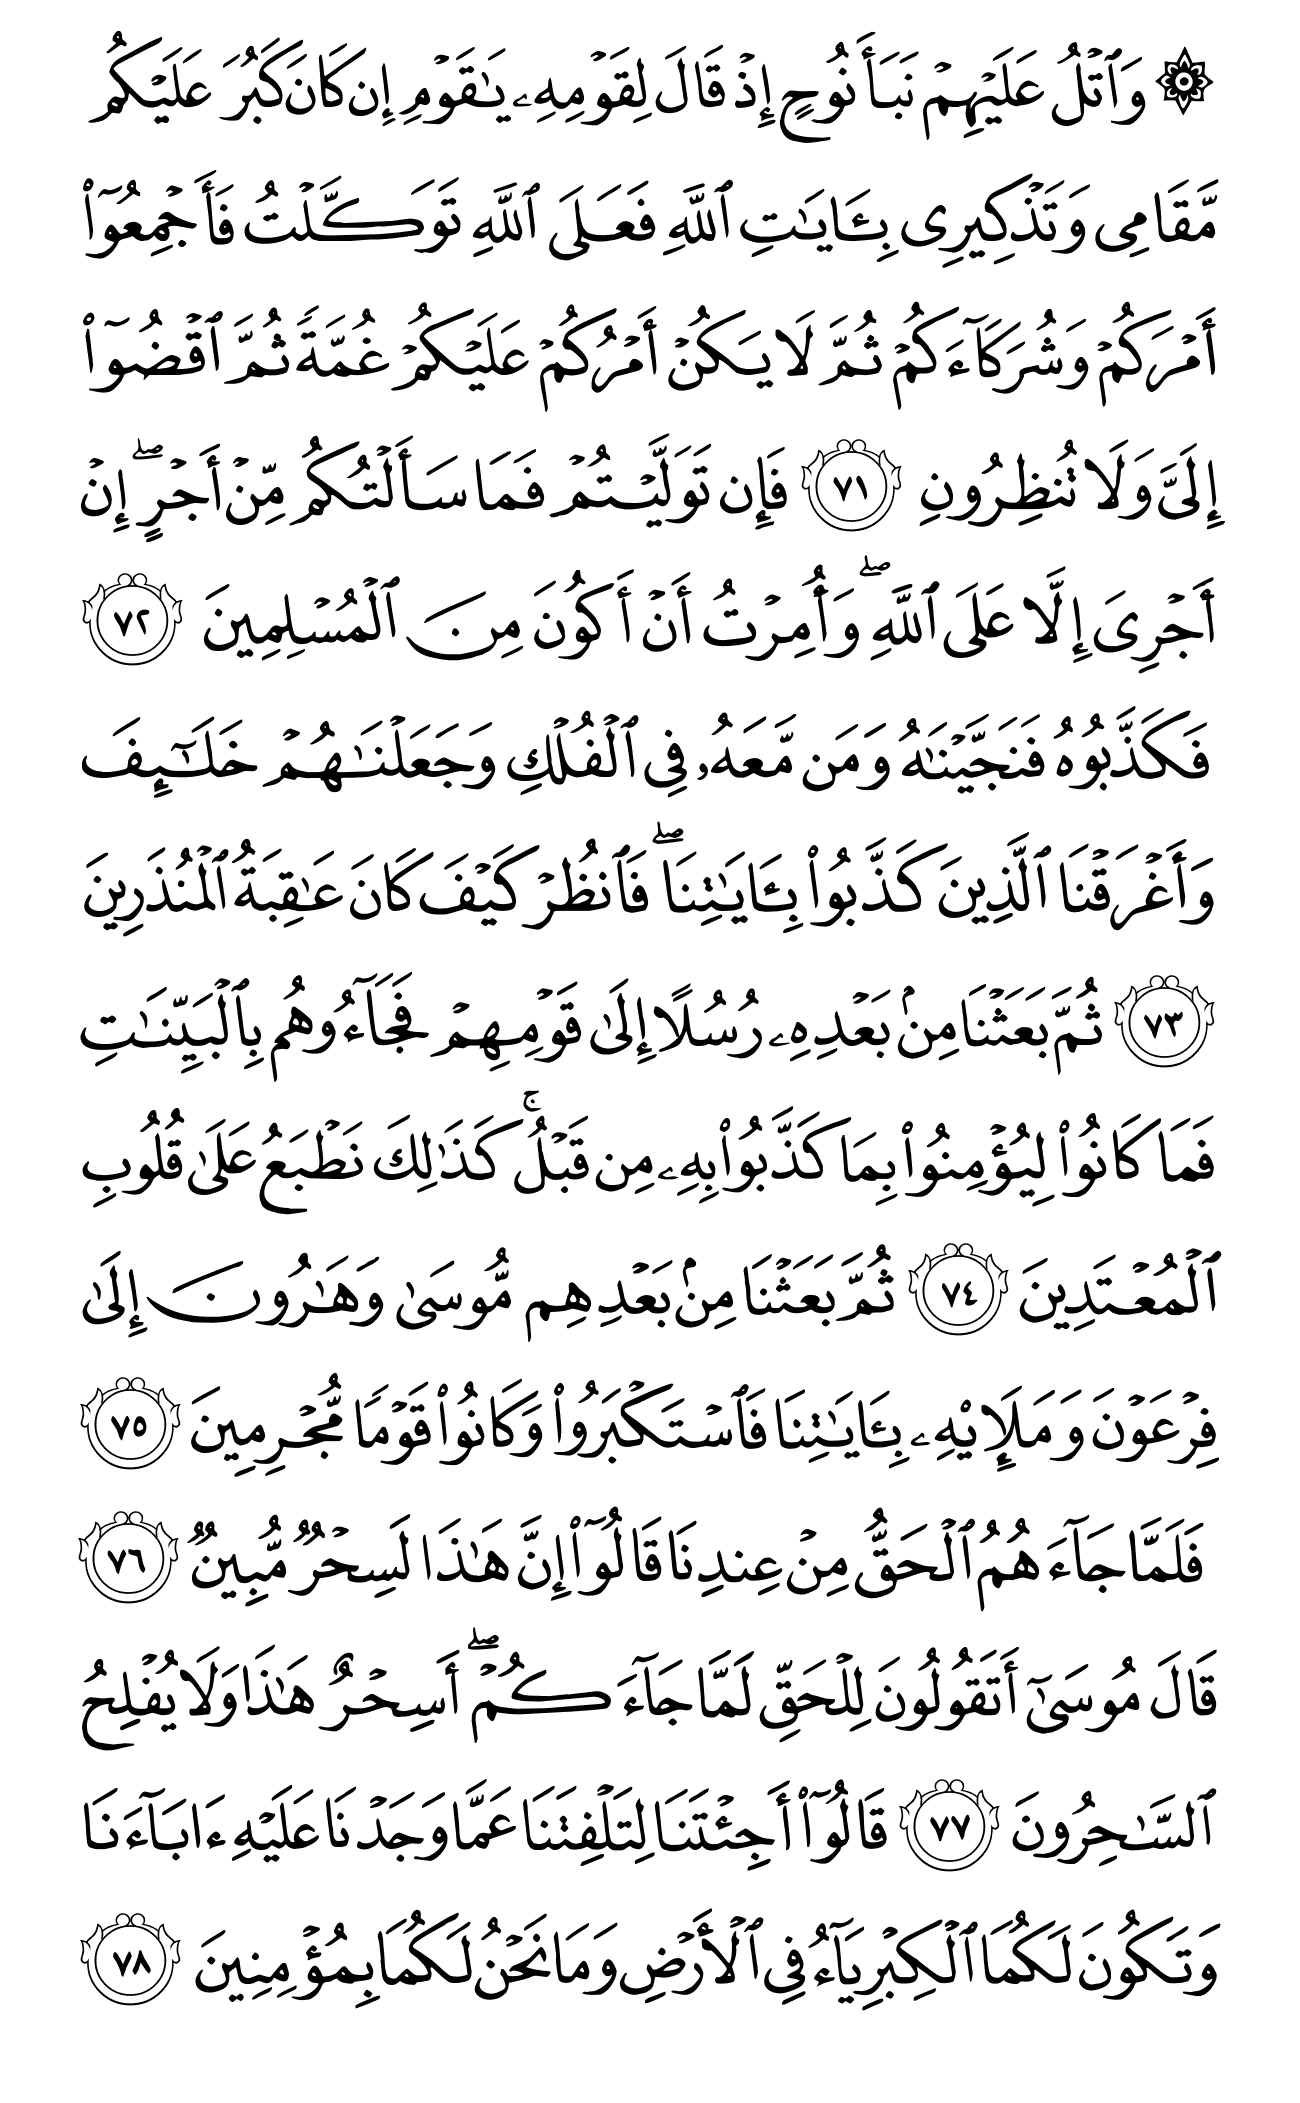 ۞ وَٱتۡلُ عَلَيۡهِمۡ نَبَأَ نُوحٍ إِذۡ قَالَ لِقَوۡمِهِۦ يَٰقَوۡمِ إِن كَانَ كَبُرَ عَلَيۡكُم
مَّقَامِي وَتَذۡكِيرِي بِـَٔايَٰتِ ٱللَّهِ فَعَلَى ٱللَّهِ تَوَكَّلۡتُ فَأَجۡمِعُوٓاْ
أَمۡرَكُمۡ وَشُرَكَآءَكُمۡ ثُمَّ لَا يَكُنۡ أَمۡرُكُمۡ عَلَيۡكُمۡ غُمَّةٗ ثُمَّ ٱقۡضُوٓاْ
إِلَيَّ وَلَا تُنظِرُونِ ٧١ فَإِن تَوَلَّيۡتُمۡ فَمَا سَأَلۡتُكُم مِّنۡ أَجۡرٍۖ إِنۡ
أَجۡرِيَ إِلَّا عَلَى ٱللَّهِۖ وَأُمِرۡتُ أَنۡ أَكُونَ مِنَ ٱلۡمُسۡلِمِينَ ٧٢
فَكَذَّبُوهُ فَنَجَّيۡنَٰهُ وَمَن مَّعَهُۥ فِي ٱلۡفُلۡكِ وَجَعَلۡنَٰهُمۡ خَلَٰٓئِفَ
وَأَغۡرَقۡنَا ٱلَّذِينَ كَذَّبُواْ بِـَٔايَٰتِنَاۖ فَٱنظُرۡ كَيۡفَ كَانَ عَٰقِبَةُ ٱلۡمُنذَرِينَ
٧٣ ثُمَّ بَعَثۡنَا مِنۢ بَعۡدِهِۦ رُسُلًا إِلَىٰ قَوۡمِهِمۡ فَجَآءُوهُم بِٱلۡبَيِّنَٰتِ
فَمَا كَانُواْ لِيُؤۡمِنُواْ بِمَا كَذَّبُواْ بِهِۦ مِن قَبۡلُۚ كَذَٰلِكَ نَطۡبَعُ عَلَىٰ قُلُوبِ
ٱلۡمُعۡتَدِينَ ٧٤ ثُمَّ بَعَثۡنَا مِنۢ بَعۡدِهِم مُّوسَىٰ وَهَٰرُونَ إِلَىٰ
فِرۡعَوۡنَ وَمَلَإِيْهِۦ بِـَٔايَٰتِنَا فَٱسۡتَكۡبَرُواْ وَكَانُواْ قَوۡمٗا مُّجۡرِمِينَ ٧٥
فَلَمَّا جَآءَهُمُ ٱلۡحَقُّ مِنۡ عِندِنَا قَالُوٓاْ إِنَّ هَٰذَا لَسِحۡرٞ مُّبِينٞ ٧٦
قَالَ مُوسَىٰٓ أَتَقُولُونَ لِلۡحَقِّ لَمَّا جَآءَكُمۡۖ أَسِحۡرٌ هَٰذَا وَلَا يُفۡلِحُ
ٱلسَّٰحِرُونَ ٧٧ قَالُوٓاْ أَجِئۡتَنَا لِتَلۡفِتَنَا عَمَّا وَجَدۡنَا عَلَيۡهِ ءَابَآءَنَا
وَتَكُونَ لَكُمَا ٱلۡكِبۡرِيَآءُ فِي ٱلۡأَرۡضِ وَمَا نَحۡنُ لَكُمَا بِمُؤۡمِنِينَ ٧٨